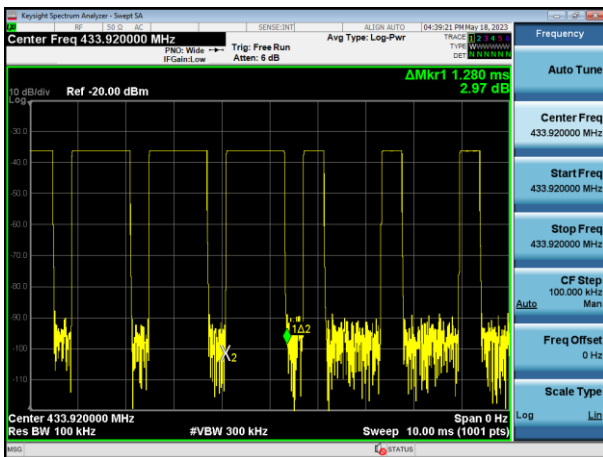 Keysight Spectrum Analyzer - Swept SA
RF 50 Ω AC SENSE:INT ALIGN AUTO 04:39:21 PM May 18, 2023
Center Freq 433.920000 MHz
PNO: Wide
IFGain:Low
Trig: Free Run
Atten: 6 dB
Avg Type: Log-Pwr
TRACE 1 2 3 4 5 6
TYPE WWWWWW
DET N N N N N N
ΔMkr1 1.280 ms
2.97 dB
10 dB/div Ref -20.00 dBm
Log
-30.0
-40.0
-50.0
-60.0
-70.0
-80.0
-90.0
-100
-110
1Δ2
X2
Center 433.920000 MHz Span 0 Hz
Res BW 100 kHz #VBW 300 kHz Sweep 10.00 ms (1001 pts)
MSG STATUS
Frequency
Auto Tune
Center Freq
433.920000 MHz
Start Freq
433.920000 MHz
Stop Freq
433.920000 MHz
CF Step
100.000 kHz
Auto Man
Freq Offset
0 Hz
Scale Type
Log Lin